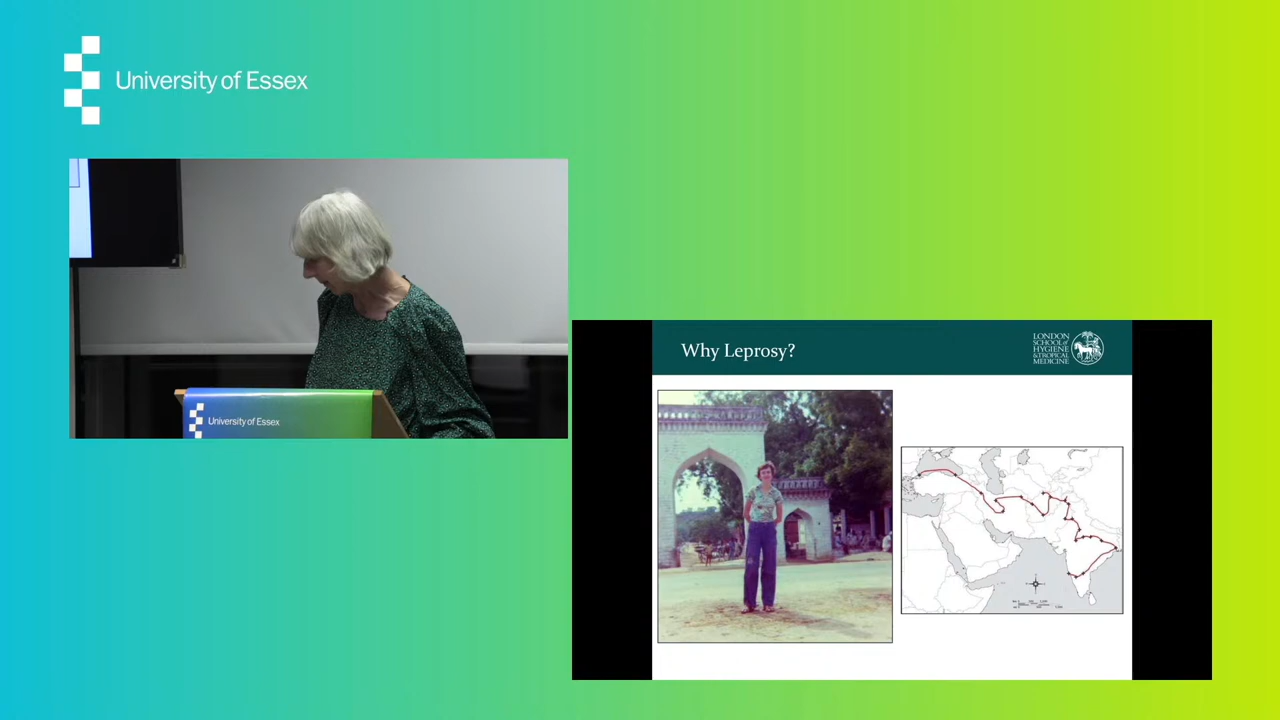 University of Essex
University of Essex
Why Leprosy?
LONDON
SCHOOL of
HYGIENE
& TROPICAL
MEDICINE